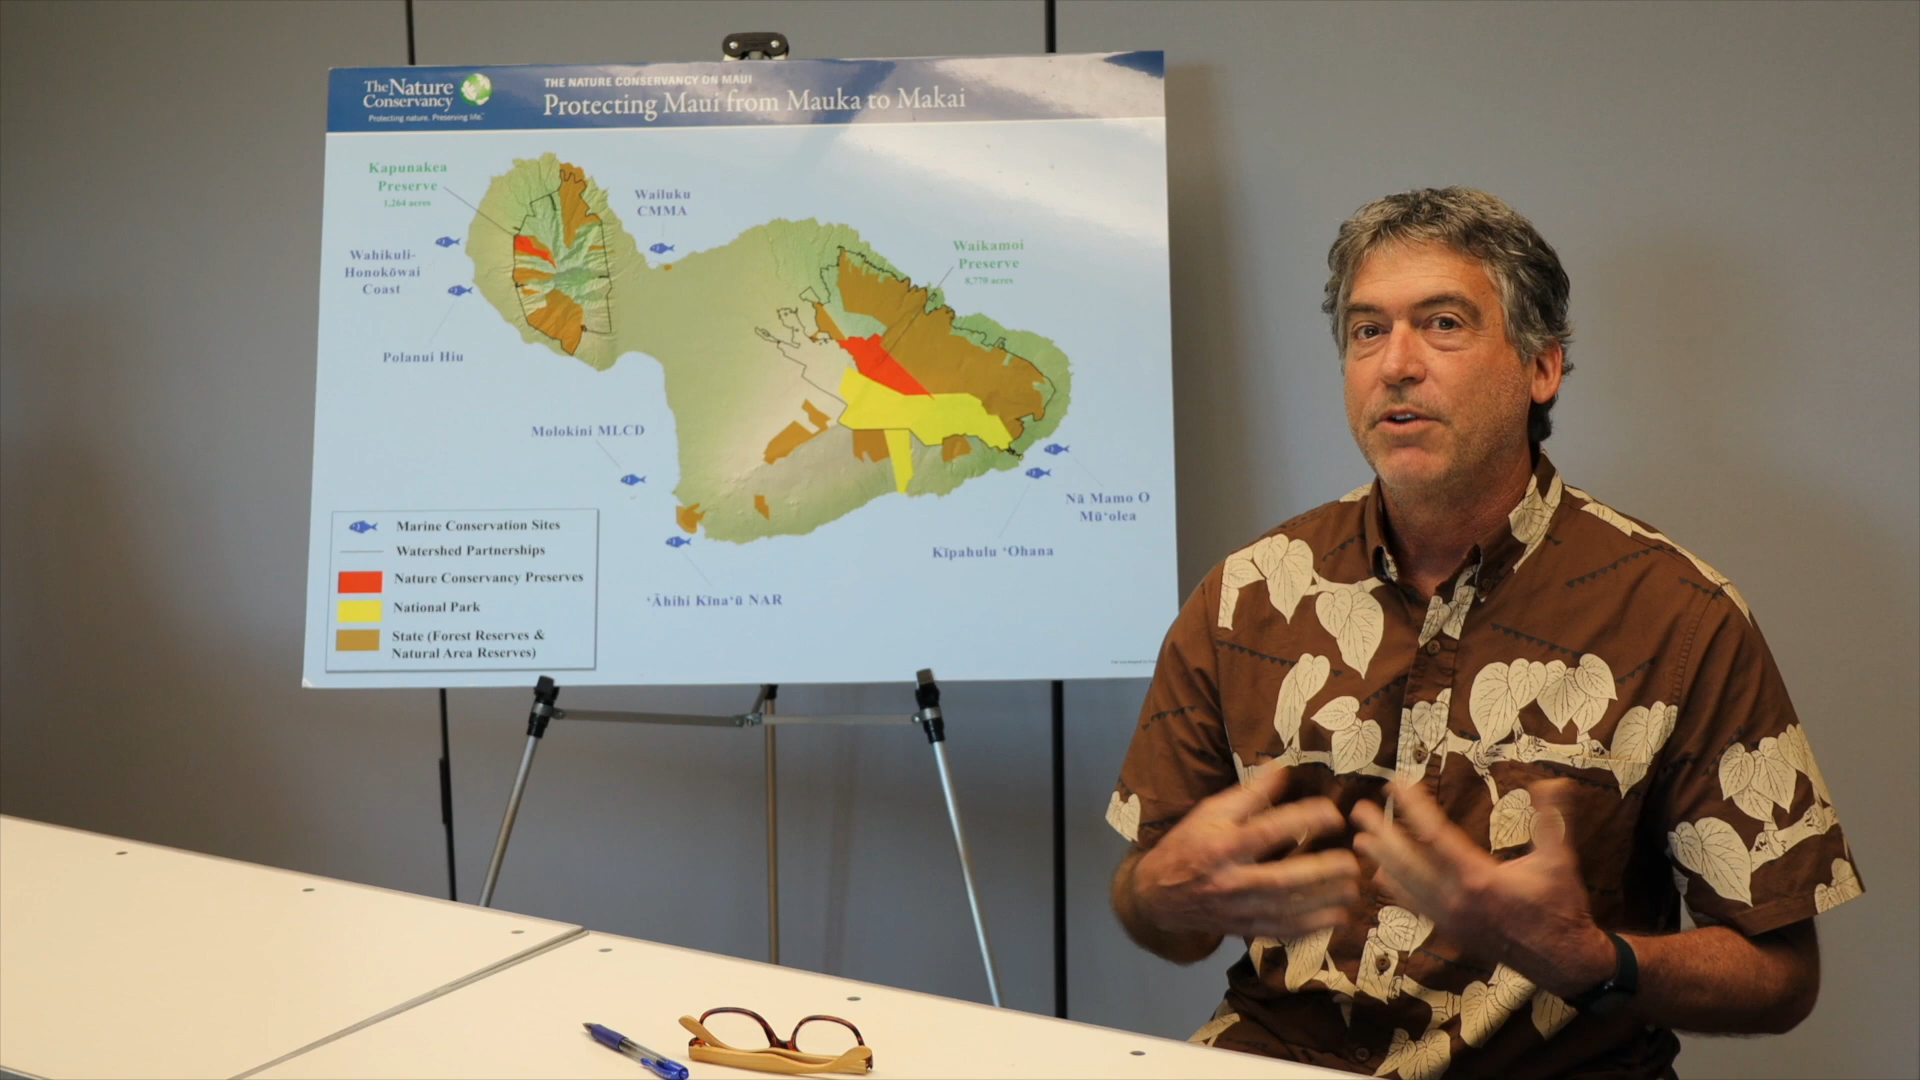 The Nature
Conservancy
Protecting nature. Preserving life.
THE NATURE CONSERVANCY ON MAUI
Protecting Maui from Mauka to Makai
Kapunakea
Preserve
1,264 acres
Wailuku
CMMA
Waikamoi
Preserve
8,770 acres
Wahikuli-
Honokōwai
Coast
Polanui Hiu
Molokini MLCD
Nā Mamo O
Mūʻolea
Kīpahulu ʻOhana
ʻĀhihi Kīnaʻū NAR
Marine Conservation Sites
Watershed Partnerships
Nature Conservancy Preserves
National Park
State (Forest Reserves &
Natural Area Reserves)